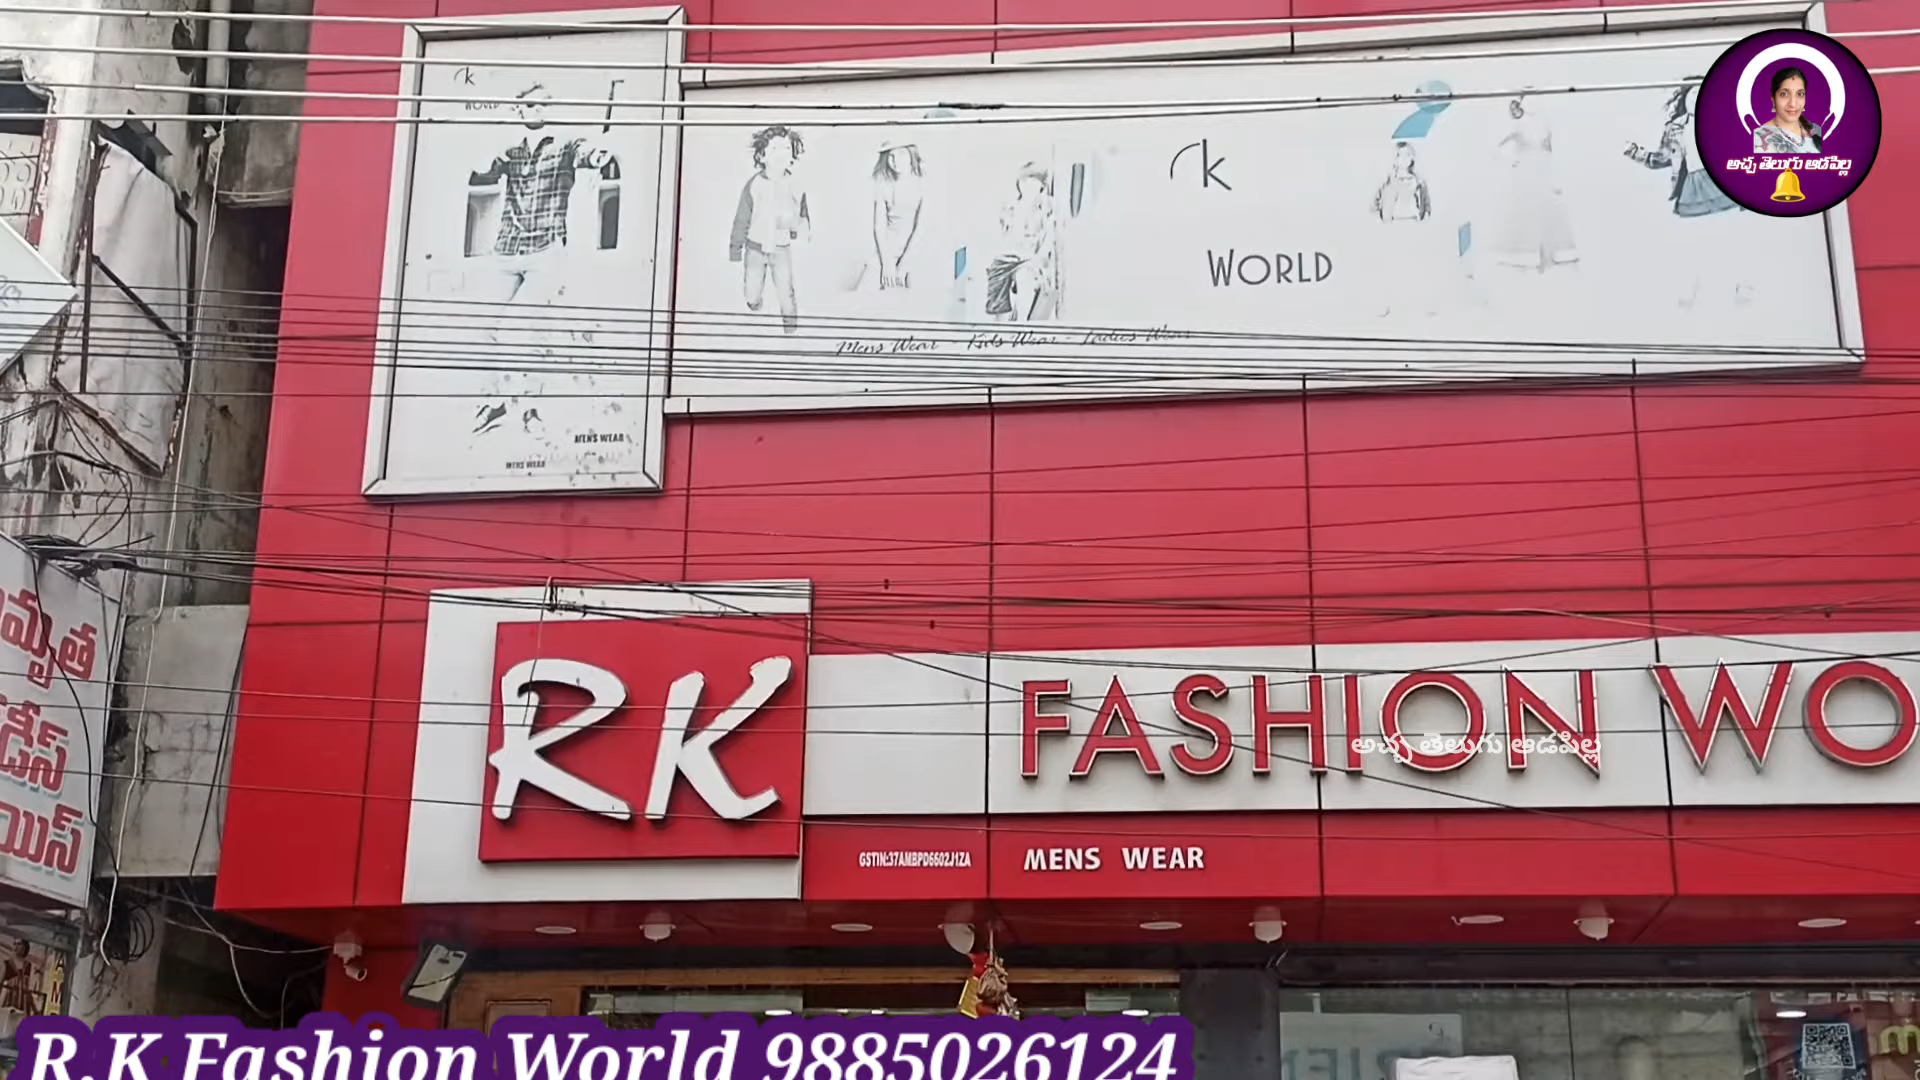 rk
WORLD
rk
WORLD
Mens Wear - Kids Wear - Ladies Wear
MENS WEAR
MENS WEAR
అచ్చ తెలుగు ఆడపిల్ల
RK
FASHION WO
అచ్చ తెలుగు ఆడపిల్ల
GSTIN:37AMBPD6602J1ZA
MENS WEAR
R.K Fashion World 9885026124